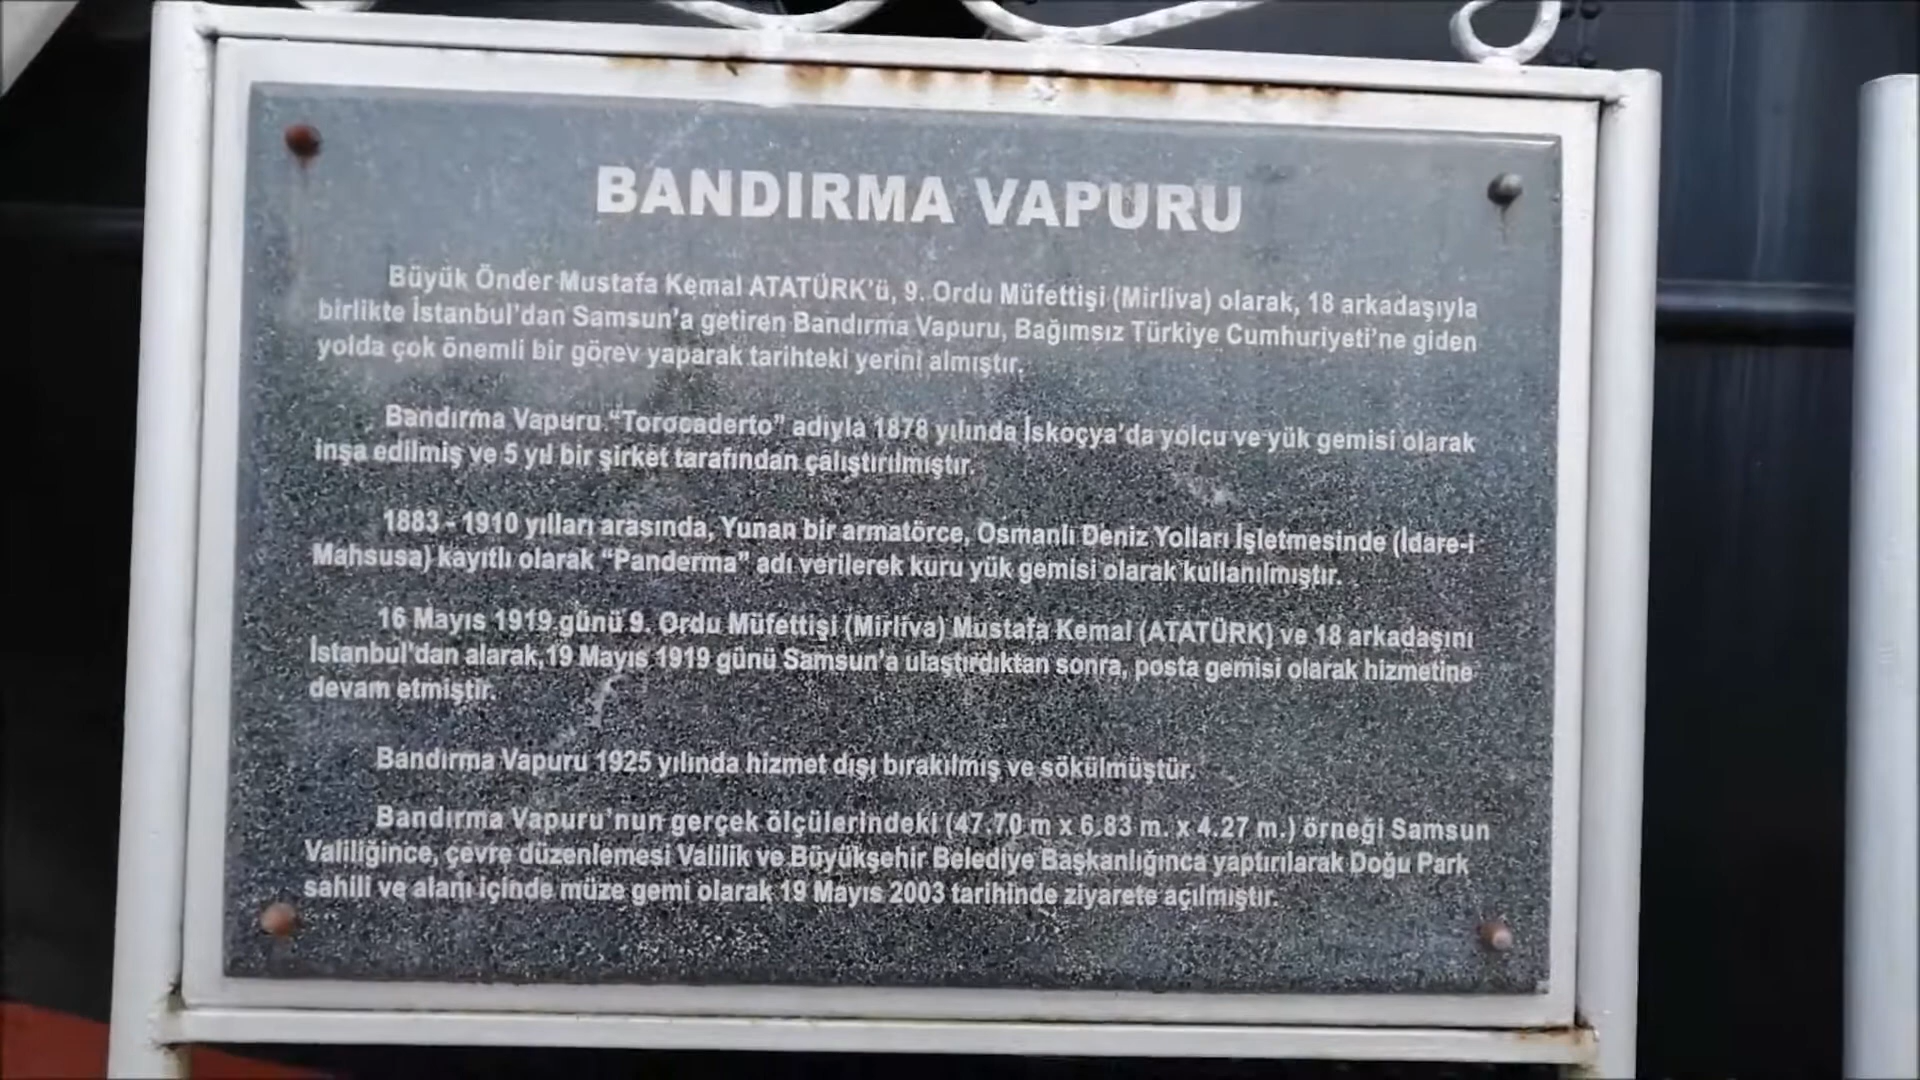 BANDIRMA VAPURU
Büyük Önder Mustafa Kemal ATATÜRK'ü, 9. Ordu Müfettişi (Mirliva) olarak, 18 arkadaşıyla
birlikte İstanbul'dan Samsun'a getiren Bandırma Vapuru, Bağımsız Türkiye Cumhuriyeti'ne giden
yolda çok önemli bir görev yaparak tarihteki yerini almıştır.
Bandırma Vapuru "Torocaderto" adıyla 1878 yılında İskoçya'da yolcu ve yük gemisi olarak
inşa edilmiş ve 5 yıl bir şirket tarafından çalıştırılmıştır.
1883 - 1910 yılları arasında, Yunan bir armatörce, Osmanlı Deniz Yolları İşletmesinde (İdare-i
Mahsusa) kayıtlı olarak "Panderma" adı verilerek kuru yük gemisi olarak kullanılmıştır.
16 Mayıs 1919 günü 9. Ordu Müfettişi (Mirliva) Mustafa Kemal (ATATÜRK) ve 18 arkadaşını
İstanbul'dan alarak,19 Mayıs 1919 günü Samsun'a ulaştırdıktan sonra, posta gemisi olarak hizmetine
devam etmiştir.
Bandırma Vapuru 1925 yılında hizmet dışı bırakılmış ve sökülmüştür.
Bandırma Vapuru'nun gerçek ölçülerindeki (47.70 m x 6.83 m. x 4.27 m.) örneği Samsun
Valiliğince, çevre düzenlemesi Valilik ve Büyükşehir Belediye Başkanlığınca yaptırılarak Doğu Park
sahili ve alanı içinde müze gemi olarak 19 Mayıs 2003 tarihinde ziyarete açılmıştır.